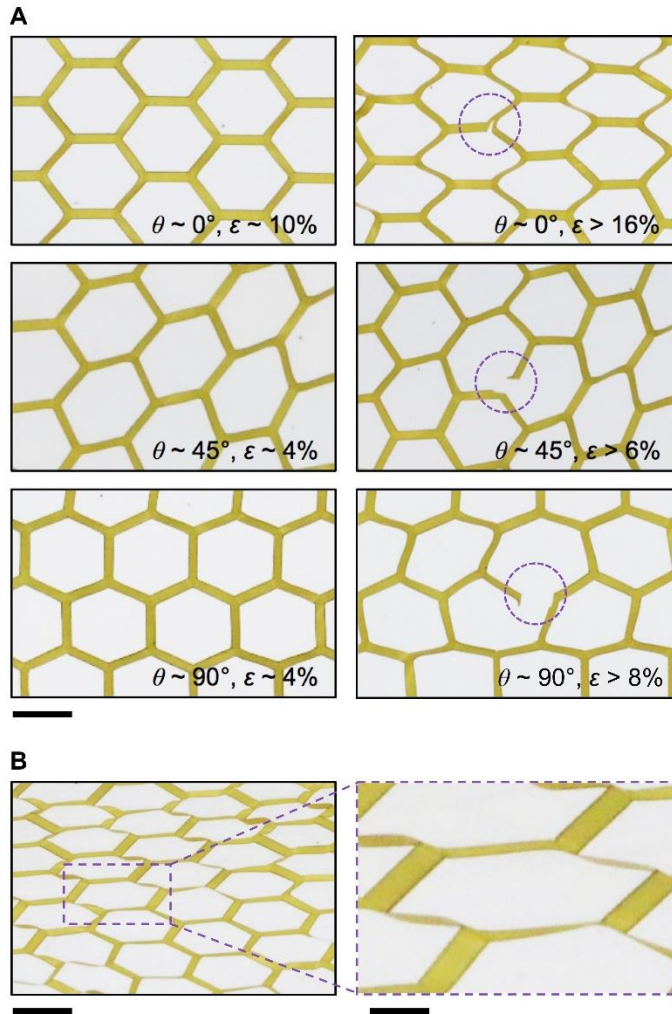 A
θ ~ 0°, ε ~ 10%
θ ~ 0°, ε > 16%
θ ~ 45°, ε ~ 4%
θ ~ 45°, ε > 6%
θ ~ 90°, ε ~ 4%
θ ~ 90°, ε > 8%
B